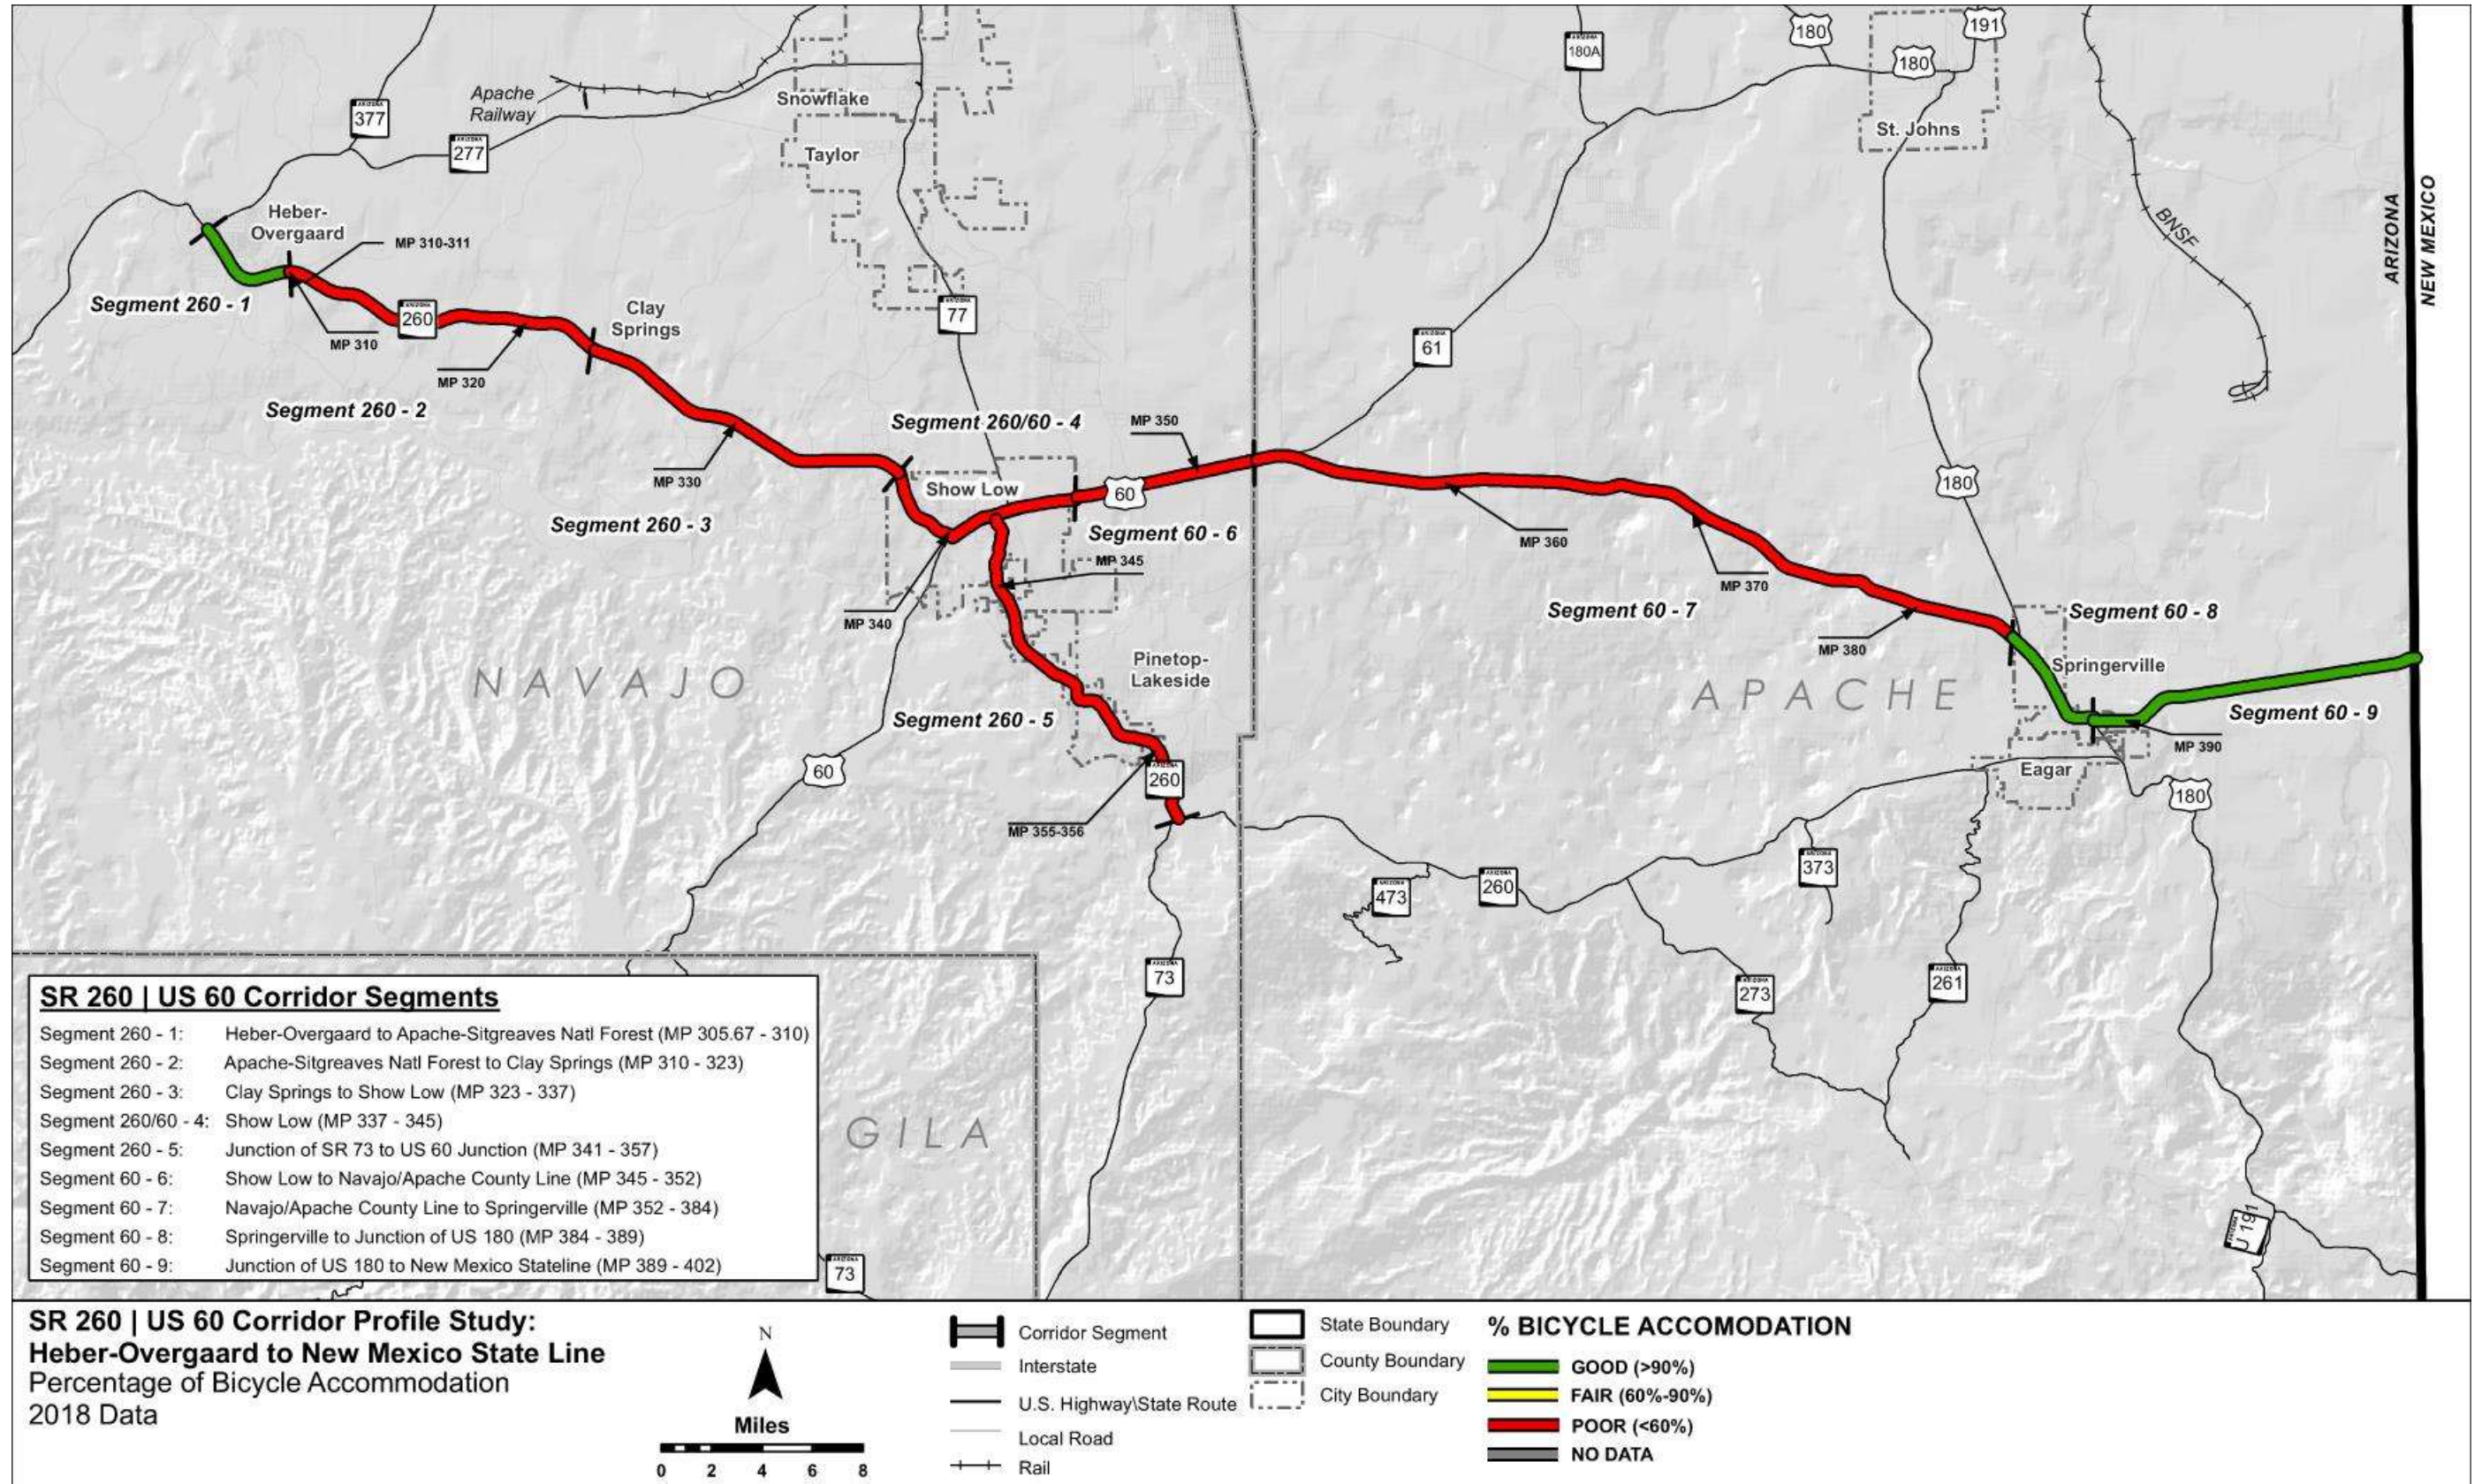 180A
180
191
180
377
Apache
Railway
Snowflake
277
Taylor
St. Johns
ARIZONA
NEW MEXICO
BNSF
Heber-
Overgaard
MP 310-311
Segment 260 - 1
260
Clay
Springs
77
61
MP 310
MP 320
Segment 260 - 2
Segment 260/60 - 4
MP 350
MP 330
Show Low
60
180
Segment 260 - 3
Segment 60 - 6
MP 360
MP 345
MP 370
MP 340
Segment 60 - 7
Segment 60 - 8
MP 380
NAVAJO
Pinetop-
Lakeside
APACHE
Springerville
Segment 260 - 5
Segment 60 - 9
MP 390
60
260
Eagar
180
MP 355-356
373
473
260
73
273
261
GILA
U 191
73
SR 260 | US 60 Corridor Segments
Segment 260 - 1: Heber-Overgaard to Apache-Sitgreaves Natl Forest (MP 305.67 - 310)
Segment 260 - 2: Apache-Sitgreaves Natl Forest to Clay Springs (MP 310 - 323)
Segment 260 - 3: Clay Springs to Show Low (MP 323 - 337)
Segment 260/60 - 4: Show Low (MP 337 - 345)
Segment 260 - 5: Junction of SR 73 to US 60 Junction (MP 341 - 357)
Segment 60 - 6: Show Low to Navajo/Apache County Line (MP 345 - 352)
Segment 60 - 7: Navajo/Apache County Line to Springerville (MP 352 - 384)
Segment 60 - 8: Springerville to Junction of US 180 (MP 384 - 389)
Segment 60 - 9: Junction of US 180 to New Mexico Stateline (MP 389 - 402)
SR 260 | US 60 Corridor Profile Study:
Heber-Overgaard to New Mexico State Line
Percentage of Bicycle Accommodation
2018 Data
N
Miles
0 2 4 6 8
Corridor Segment
Interstate
U.S. Highway\State Route
Local Road
Rail
State Boundary
County Boundary
City Boundary
% BICYCLE ACCOMODATION
GOOD (>90%)
FAIR (60%-90%)
POOR (<60%)
NO DATA